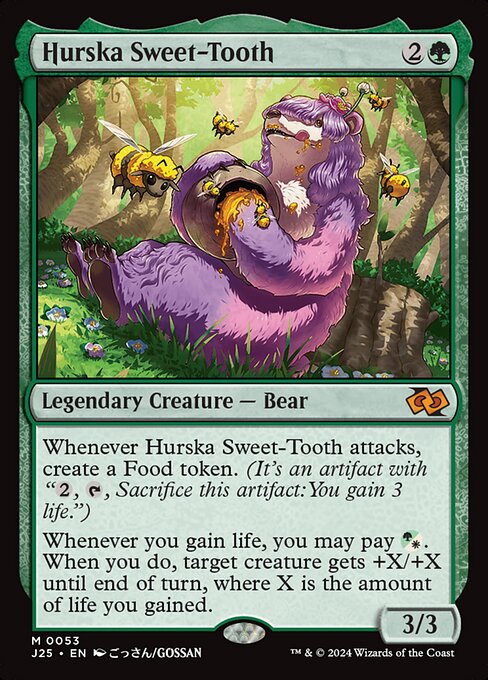 Hurska Sweet-Tooth 2
Legendary Creature — Bear
Whenever Hurska Sweet-Tooth attacks,
create a Food token. (It's an artifact with
“2, , Sacrifice this artifact:You gain 3
life.”)
Whenever you gain life, you may pay .
When you do, target creature gets +X/+X
until end of turn, where X is the amount
of life you gained.
3/3
M 0053
J25 • EN ごっさん/GOSSAN
™ & © 2024 Wizards of the Coast